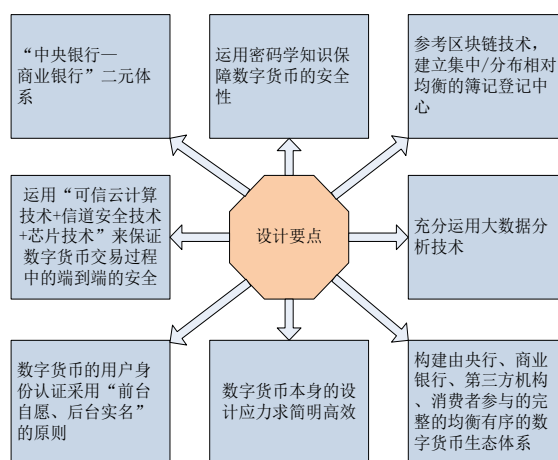 “中央银行—
商业银行”二元体
系
运用密码学知识保
障数字货币的安全
性
参考区块链技术，
建立集中/分布相对
均衡的簿记登记中
心
运用“可信云计算
技术+信道安全技术
+芯片技术”来保证
数字货币交易过程
中的端到端的安全
设计要点
充分运用大数据分
析技术
数字货币的用户身
份认证采用“前台
自愿、后台实名”
的原则
数字货币本身的设
计应力求简明高效
构建由央行、商业
银行、第三方机构
、消费者参与的完
整的均衡有序的数
字货币生态体系